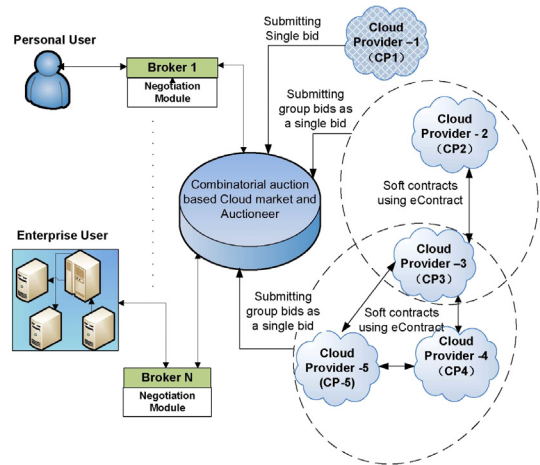 Personal User
Broker 1
Negotiation
Module
Submitting
Single bid
Cloud
Provider –1
(CP1)
Submitting
group bids as
a single bid
Cloud
Provider - 2
(CP2)
Combinatorial auction
based Cloud market and
Auctioneer
Soft contracts
using eContract
Enterprise User
Cloud
Provider –3
(CP3)
Submitting
group bids as
a single bid
Soft contracts
using eContract
Cloud
Provider -5
(CP-5)
Cloud
Provider -4
(CP4)
Broker N
Negotiation
Module